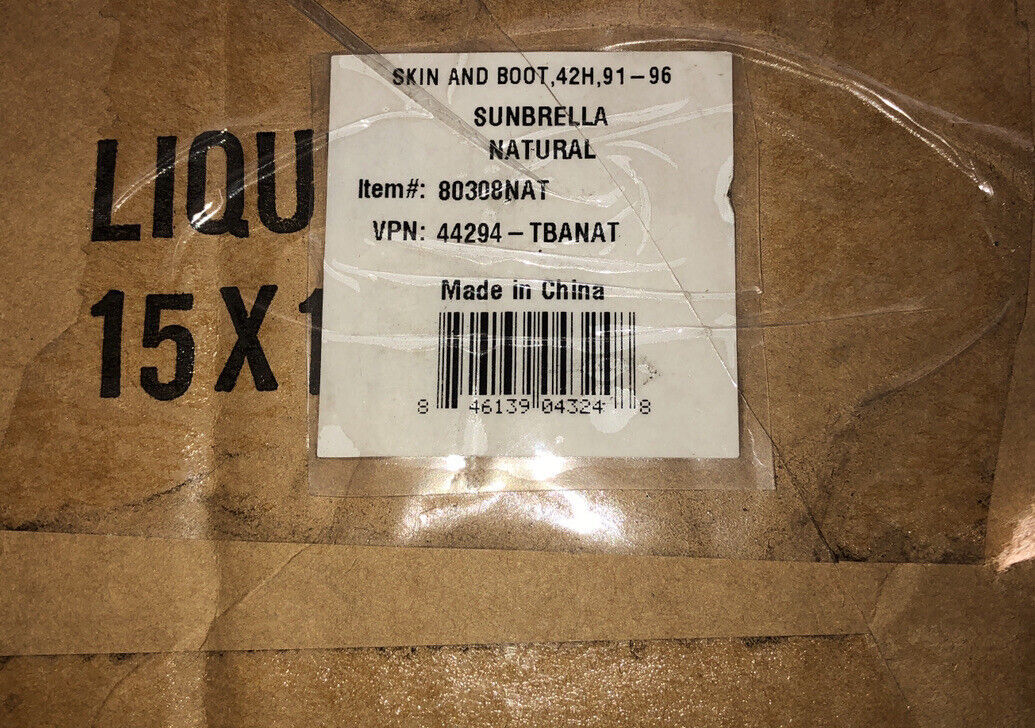 SKIN AND BOOT,42H,91-96
SUNBRELLA
NATURAL
Item#: 80308NAT
VPN: 44294-TBANAT
Made in China
8 46139 04324 8
LIQU
15 X 1